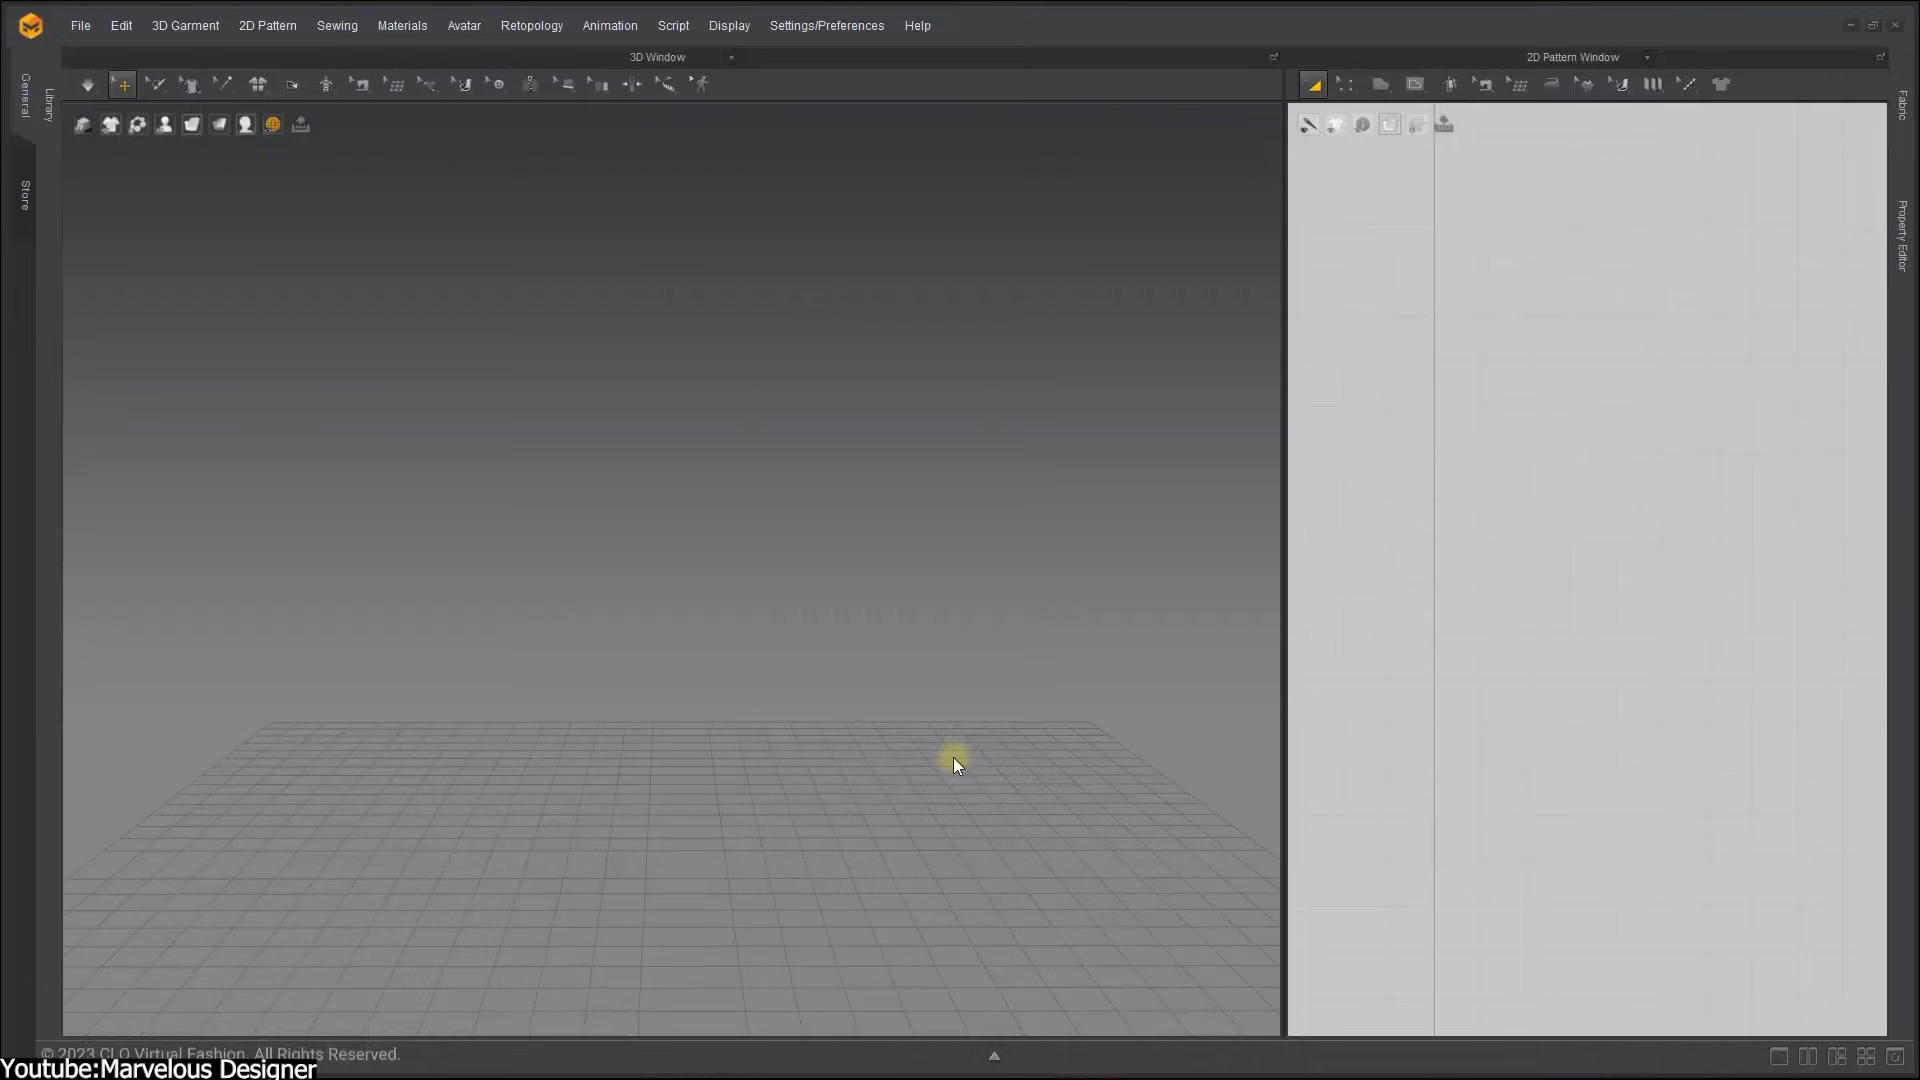 File Edit 3D Garment 2D Pattern Sewing Materials Avatar Retopology Animation Script Display Settings/Preferences Help
3D Window
2D Pattern Window
General
Library
Store
Fabric
Property Editor
© 2023 CLO Virtual Fashion. All Rights Reserved.
Youtube:Marvelous Designer